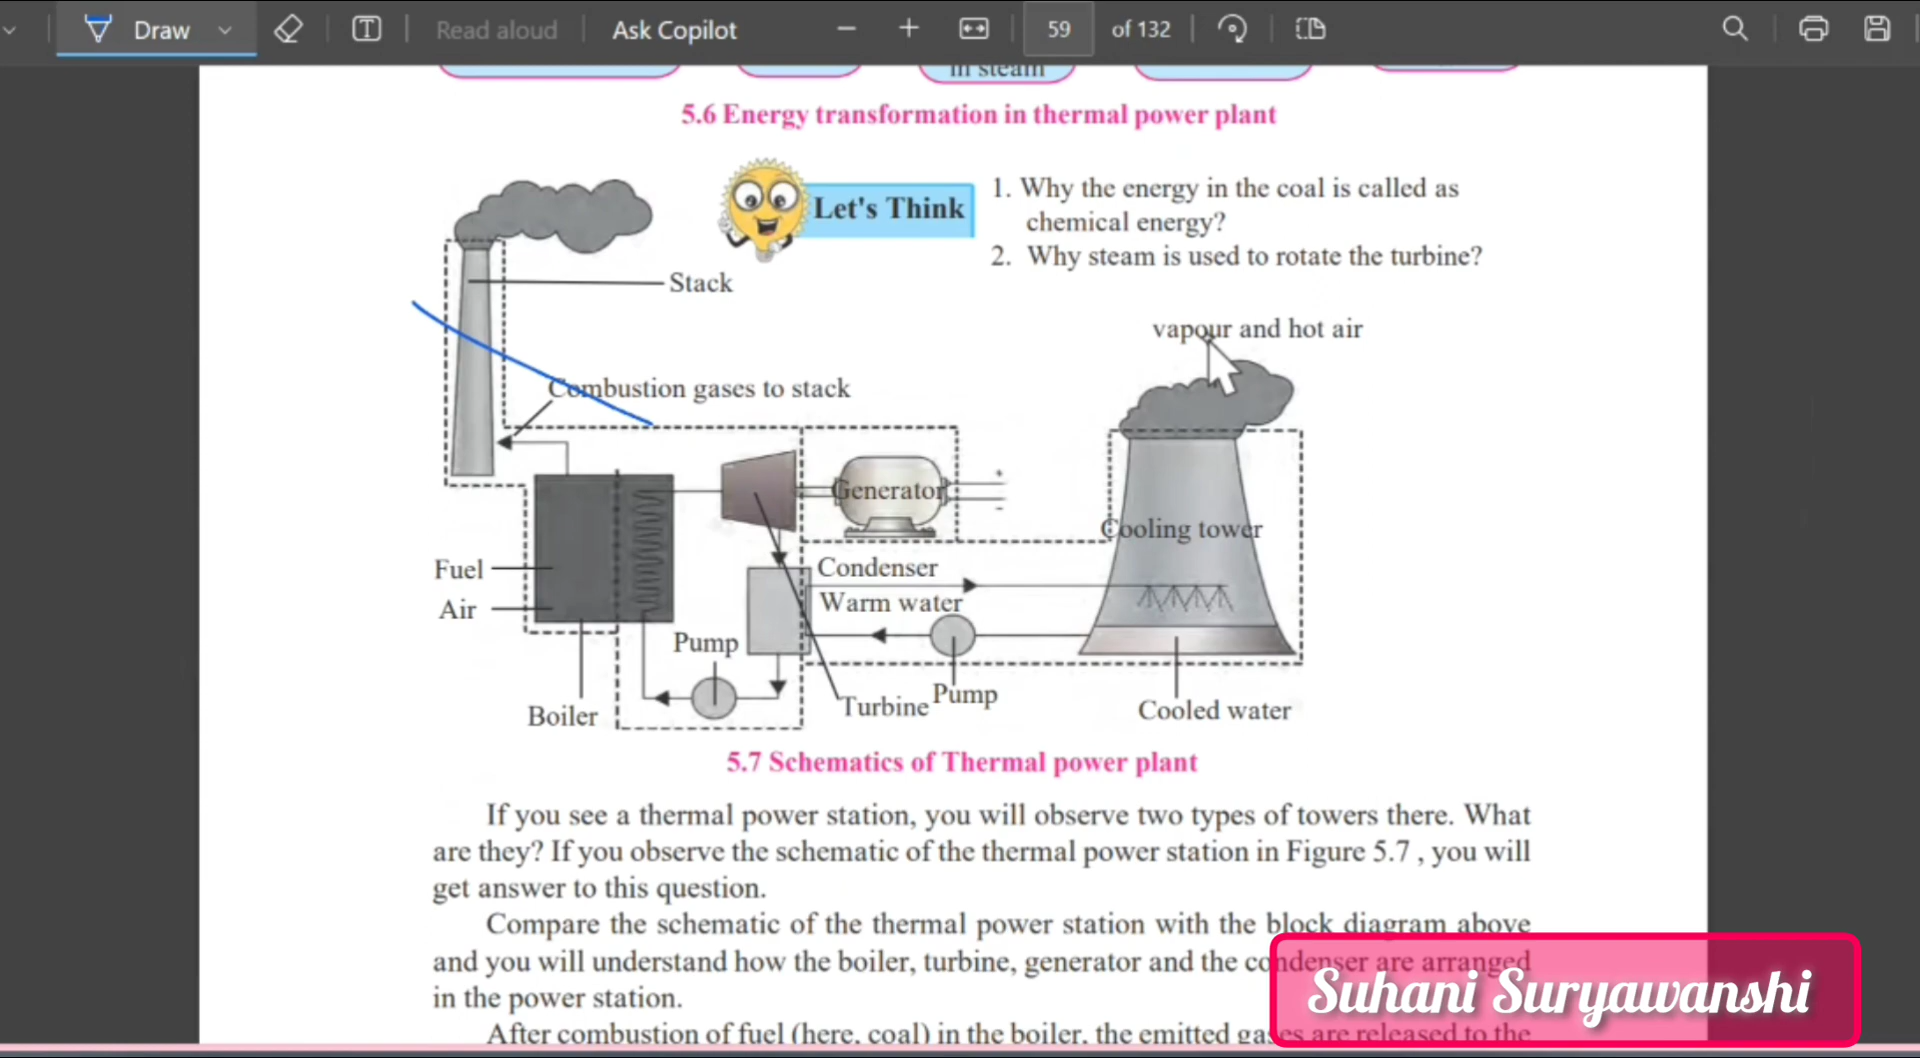 Draw
Read aloud
Ask Copilot
59
of 132
in steam
5.6 Energy transformation in thermal power plant
Let's Think
1. Why the energy in the coal is called as
chemical energy?
2. Why steam is used to rotate the turbine?
Stack
vapour and hot air
Combustion gases to stack
Generator
+
-
Cooling tower
Fuel
Condenser
Air
Warm water
Pump
Turbine
Pump
Boiler
Cooled water
5.7 Schematics of Thermal power plant
If you see a thermal power station, you will observe two types of towers there. What
are they? If you observe the schematic of the thermal power station in Figure 5.7 , you will
get answer to this question.
Compare the schematic of the thermal power station with the block diagram above
and you will understand how the boiler, turbine, generator and the condenser are arranged
in the power station.
After combustion of fuel (here, coal) in the boiler, the emitted gases are released to the
Suhani Suryawanshi